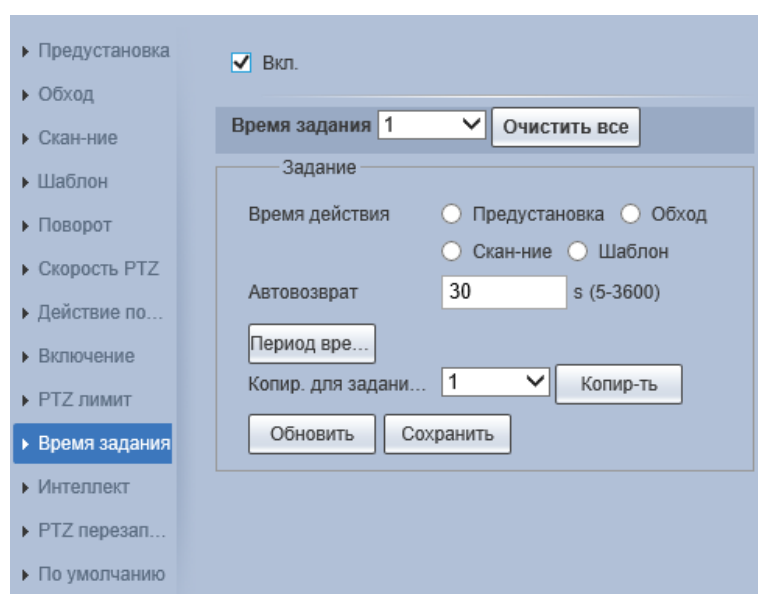 Предустановка
Обход
Скан-ние
Шаблон
Поворот
Скорость PTZ
Действие по...
Включение
PTZ лимит
Время задания
Интеллект
PTZ перезап...
По умолчанию
Вкл.
Время задания 1 Очистить все
Задание
Время действия Предустановка Обход
Скан-ние Шаблон
Автовозврат 30 s (5-3600)
Период вре...
Копир. для задани... 1 Копир-ть
Обновить Сохранить